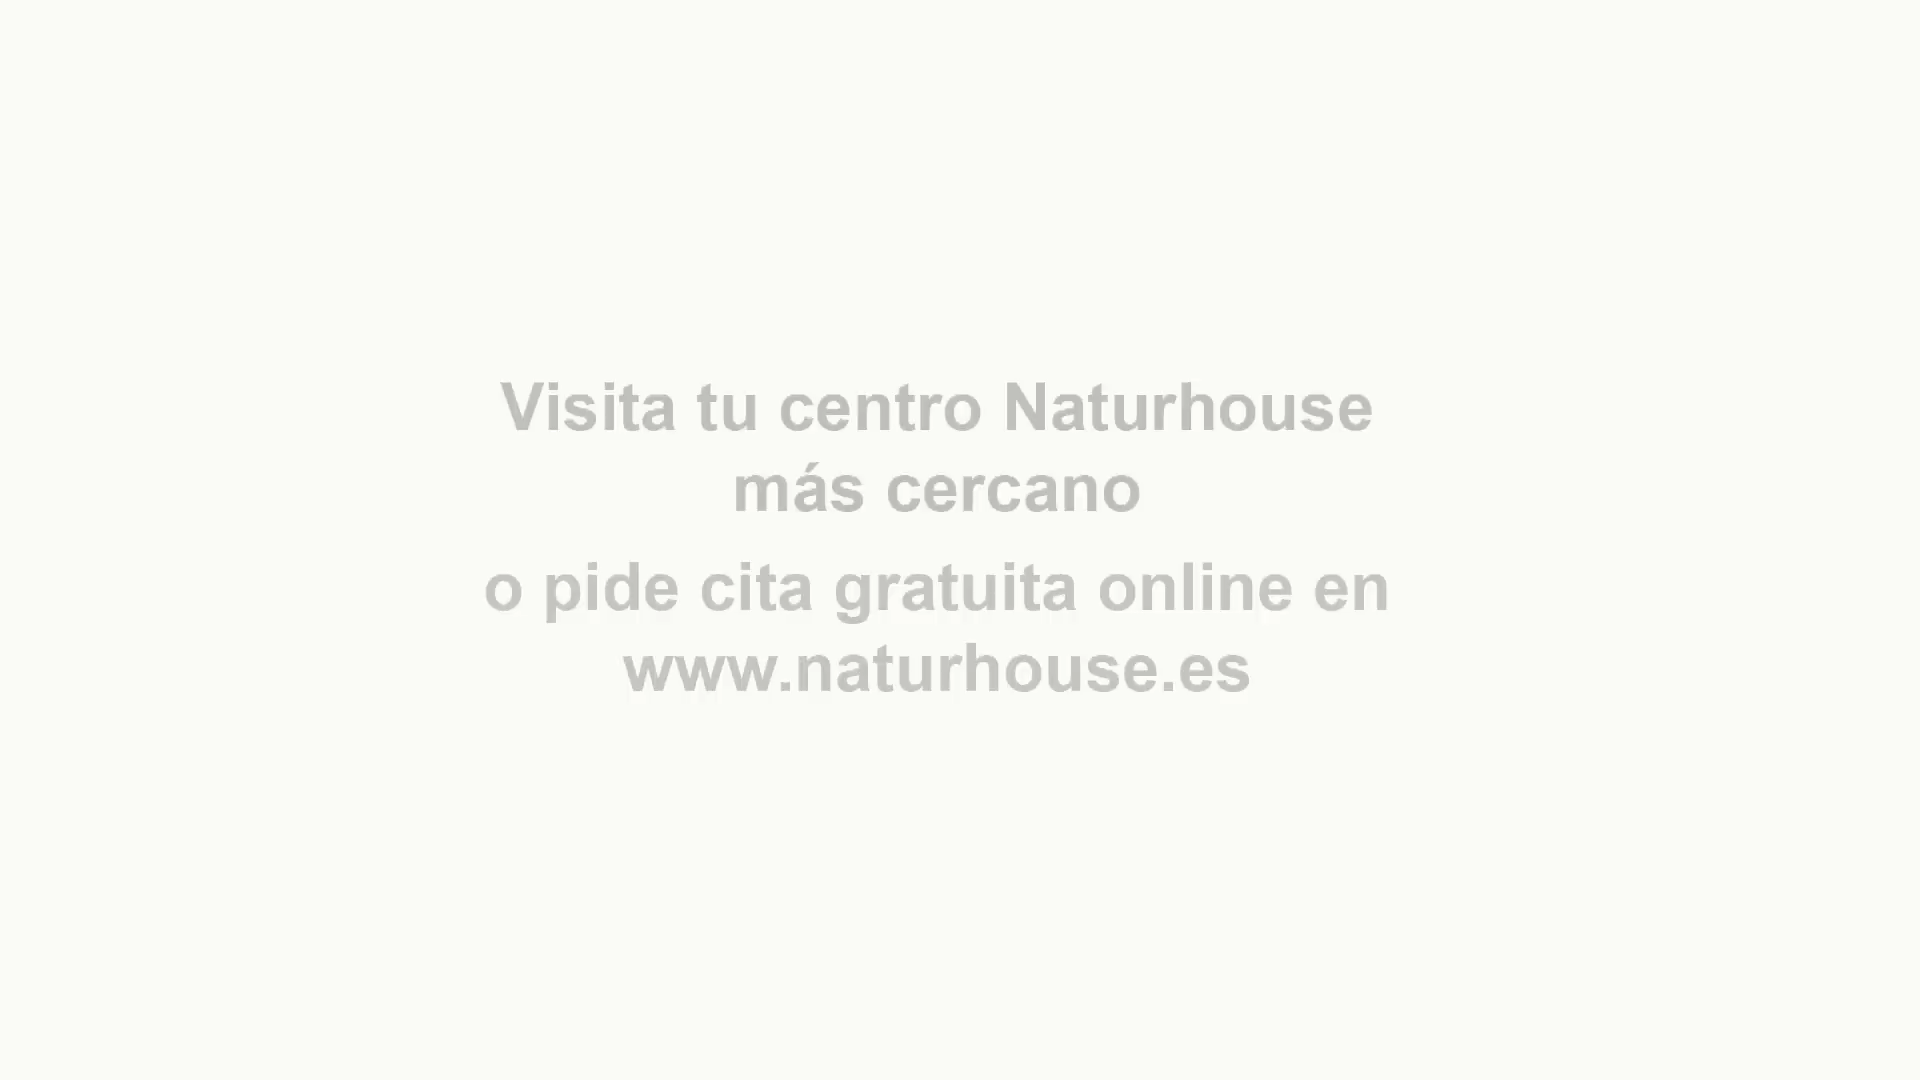 Visita tu centro Naturhouse
más cercano
o pide cita gratuita online en
www.naturhouse.es